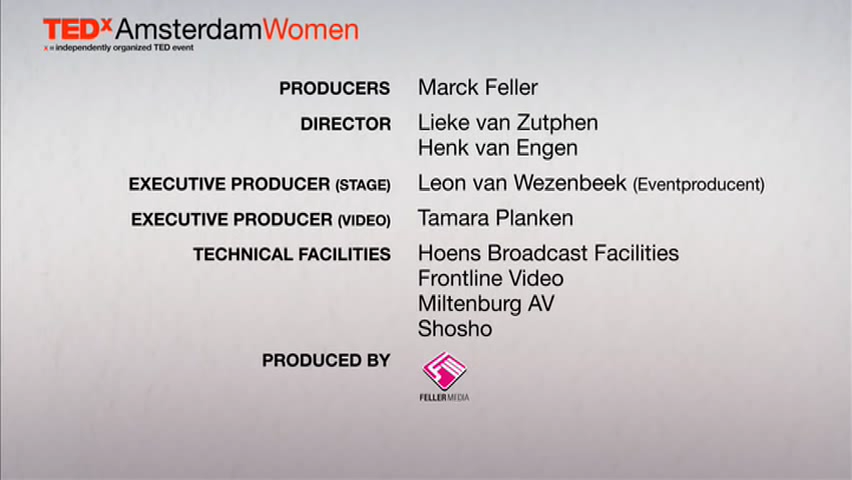 TEDxAmsterdamWomen
x = independently organized TED event
PRODUCERS Marck Feller
DIRECTOR Lieke van Zutphen
Henk van Engen
EXECUTIVE PRODUCER (STAGE) Leon van Wezenbeek (Eventproducent)
EXECUTIVE PRODUCER (VIDEO) Tamara Planken
TECHNICAL FACILITIES Hoens Broadcast Facilities
Frontline Video
Miltenburg AV
Shosho
PRODUCED BY
FELLERMEDIA